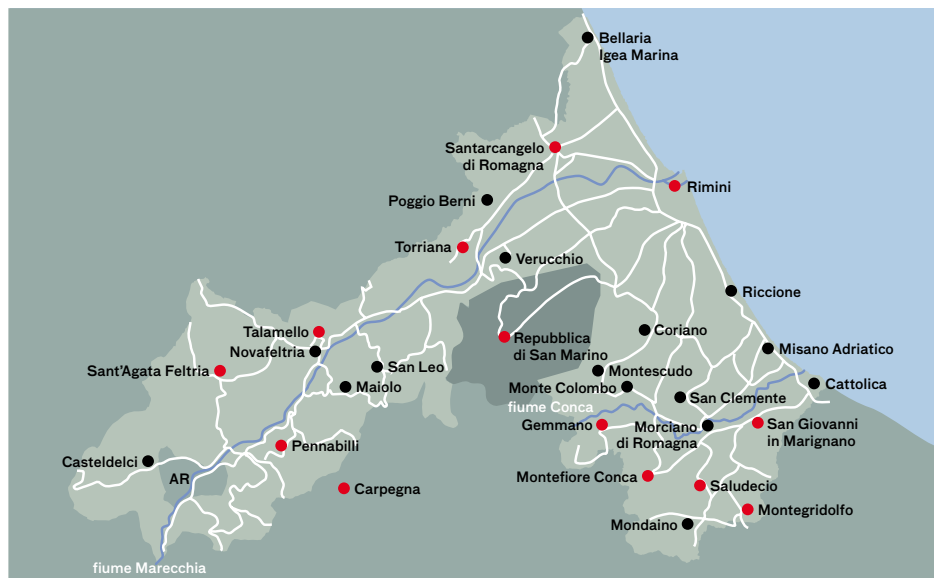 Bellaria
Igea Marina
Santarcangelo
di Romagna
Rimini
Poggio Berni
Torriana
Verucchio
Riccione
Talamello
Novafeltria
Sant'Agata Feltria
San Leo
Maiolo
Repubblica
di San Marino
Coriano
Misano Adriatico
Montescudo
Monte Colombo
Cattolica
San Clemente
fiume Conca
Gemmano
Morciano
di Romagna
San Giovanni
in Marignano
Pennabilli
Casteldelci
AR
Carpegna
Montefiore Conca
Saludecio
Montegridolfo
Mondaino
fiume Marecchia